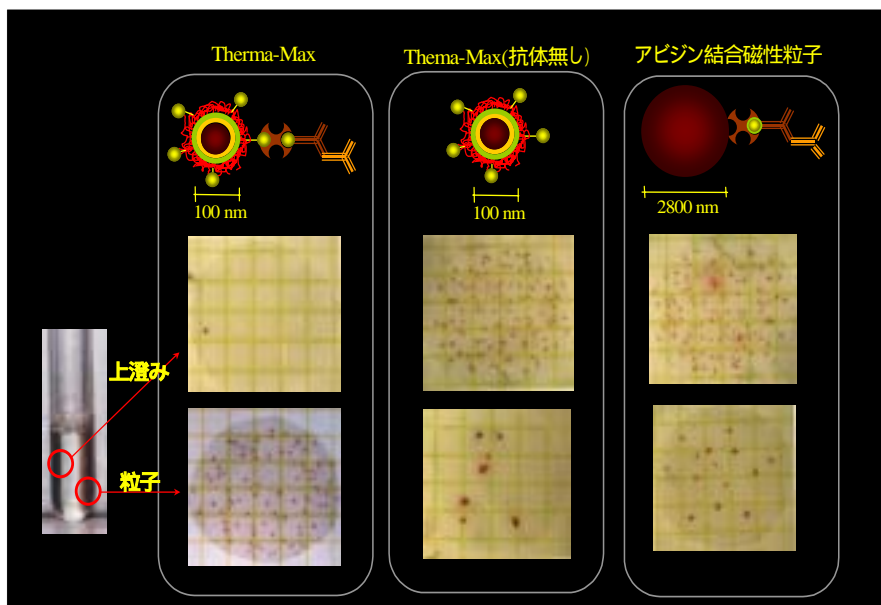 Therma-Max
Thema-Max(抗体無し)
アビジン結合磁性粒子
100 nm
100 nm
2800 nm
上澄み
粒子